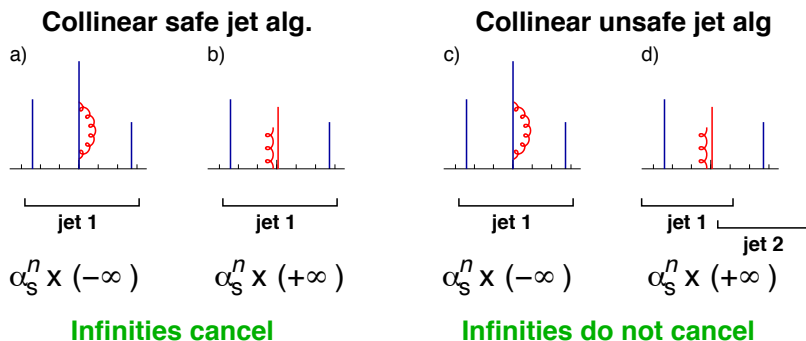 Collinear safe jet alg.
Collinear unsafe jet alg
a)
b)
c)
d)
jet 1
jet 1
jet 1
jet 1
jet 2
αₛⁿ x (−∞ )
αₛⁿ x (+∞ )
αₛⁿ x (−∞ )
αₛⁿ x (+∞ )
Infinities cancel
Infinities do not cancel